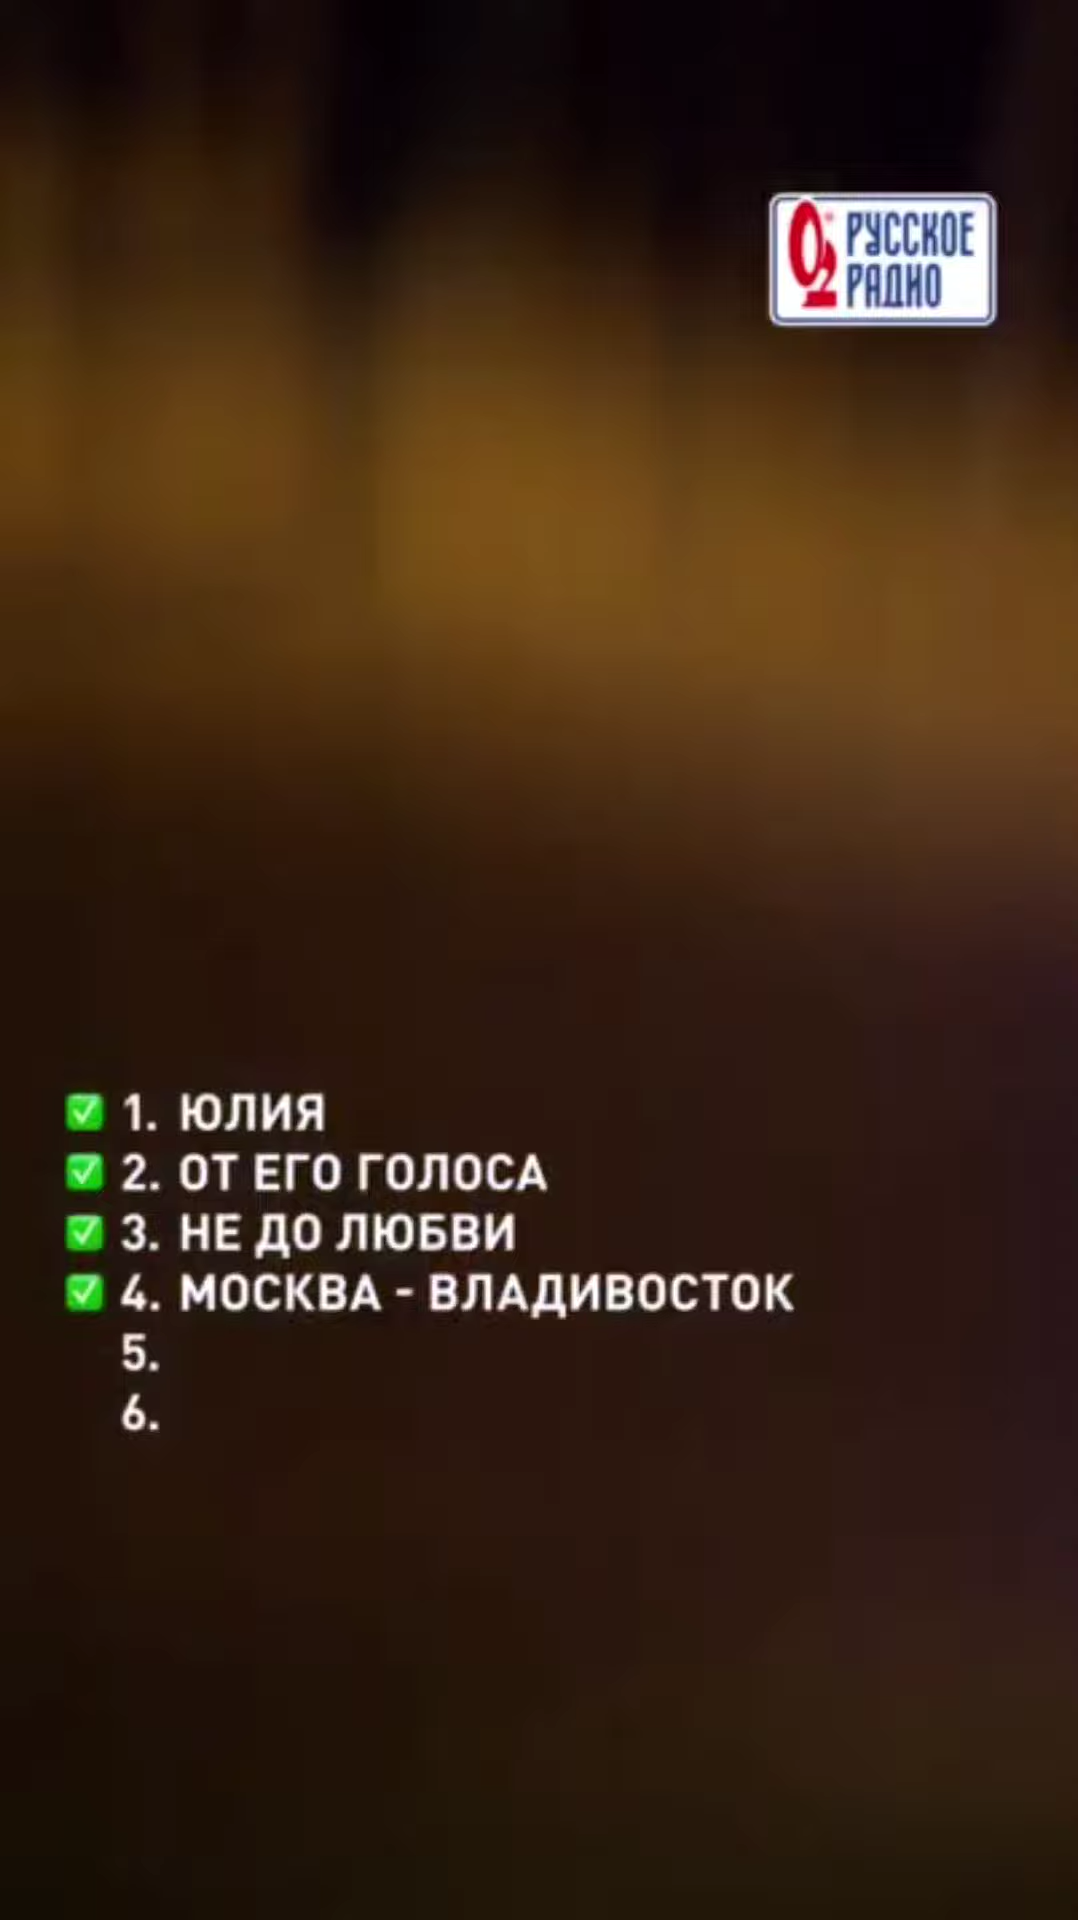 РУССКОЕ
РАДИО
✅ 1. ЮЛИЯ
✅ 2. ОТ ЕГО ГОЛОСА
✅ 3. НЕ ДО ЛЮБВИ
✅ 4. МОСКВА - ВЛАДИВОСТОК
5.
6.